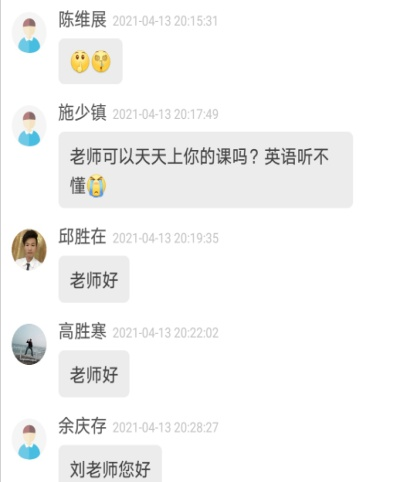 陈维展 2021-04-13 20:15:31
施少镇 2021-04-13 20:17:49
老师可以天天上你的课吗？英语听不
懂
邱胜在 2021-04-13 20:19:35
老师好
高胜寒 2021-04-13 20:22:02
老师好
余庆存 2021-04-13 20:28:27
刘老师您好